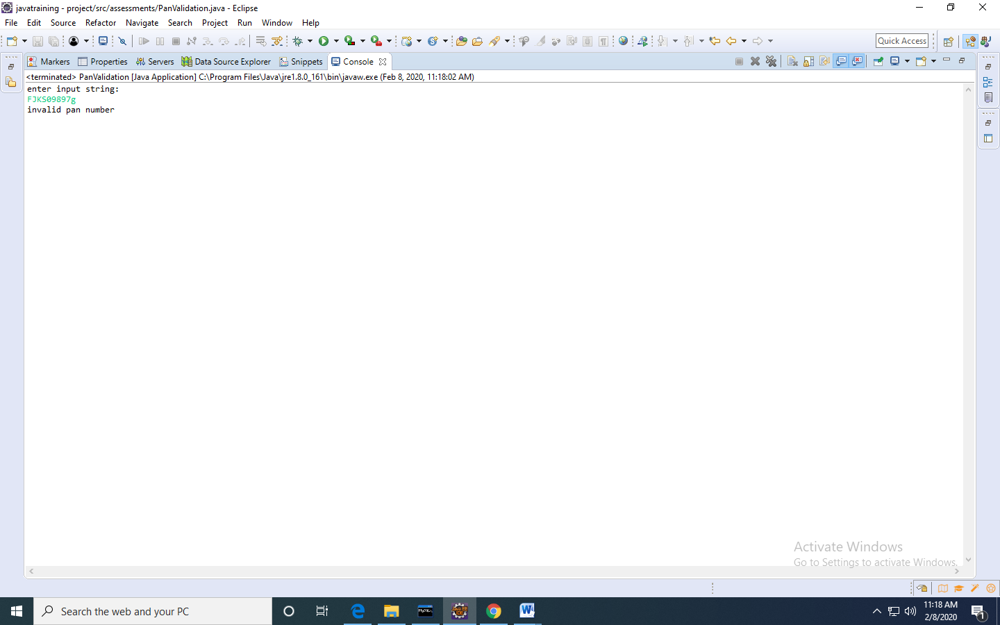 javatraining - project/src/assessments/PanValidation.java - Eclipse
File Edit Source Refactor Navigate Search Project Run Window Help
Quick Access
Markers Properties Servers Data Source Explorer Snippets Console
<terminated> PanValidation [Java Application] C:\Program Files\Java\jre1.8.0_161\bin\javaw.exe (Feb 8, 2020, 11:18:02 AM)
enter input string:
FJKS09897g
invalid pan number
Activate Windows
Go to Settings to activate Windows.
Search the web and your PC
11:18 AM
2/8/2020
1